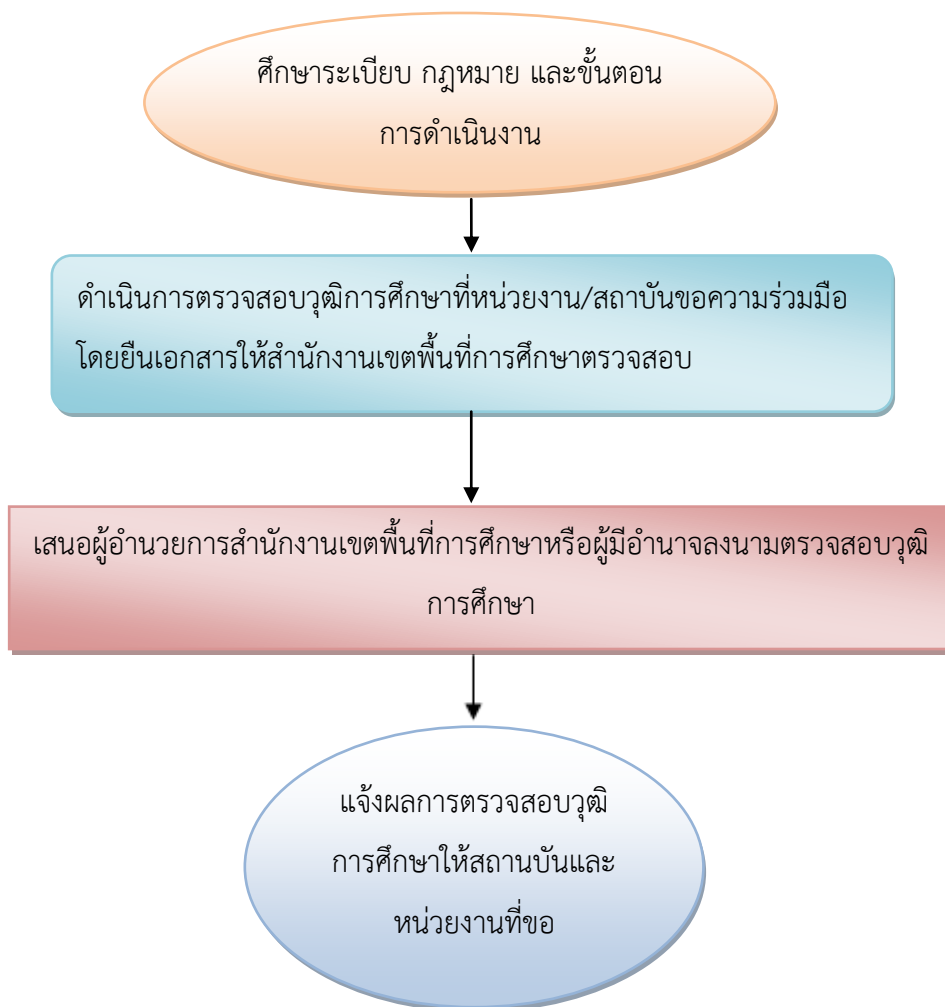 ศึกษาระเบียบ กฎหมาย และขั้นตอน
การดำเนินงาน
ดำเนินการตรวจสอบวุฒิการศึกษาที่หน่วยงาน/สถาบันขอความร่วมมือ
โดยยืนเอกสารให้สำนักงานเขตพื้นที่การศึกษาตรวจสอบ
เสนอผู้อำนวยการสำนักงานเขตพื้นที่การศึกษาหรือผู้มีอำนาจลงนามตรวจสอบวุฒิ
การศึกษา
แจ้งผลการตรวจสอบวุฒิ
การศึกษาให้สถานบันและ
หน่วยงานที่ขอ